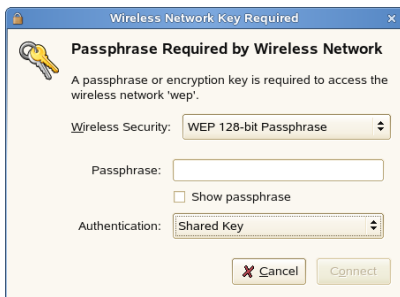 Wireless Network Key Required
Passphrase Required by Wireless Network
A passphrase or encryption key is required to access the
wireless network 'wep'.
Wireless Security: WEP 128-bit Passphrase
Passphrase:
Show passphrase
Authentication: Shared Key
Cancel Connect